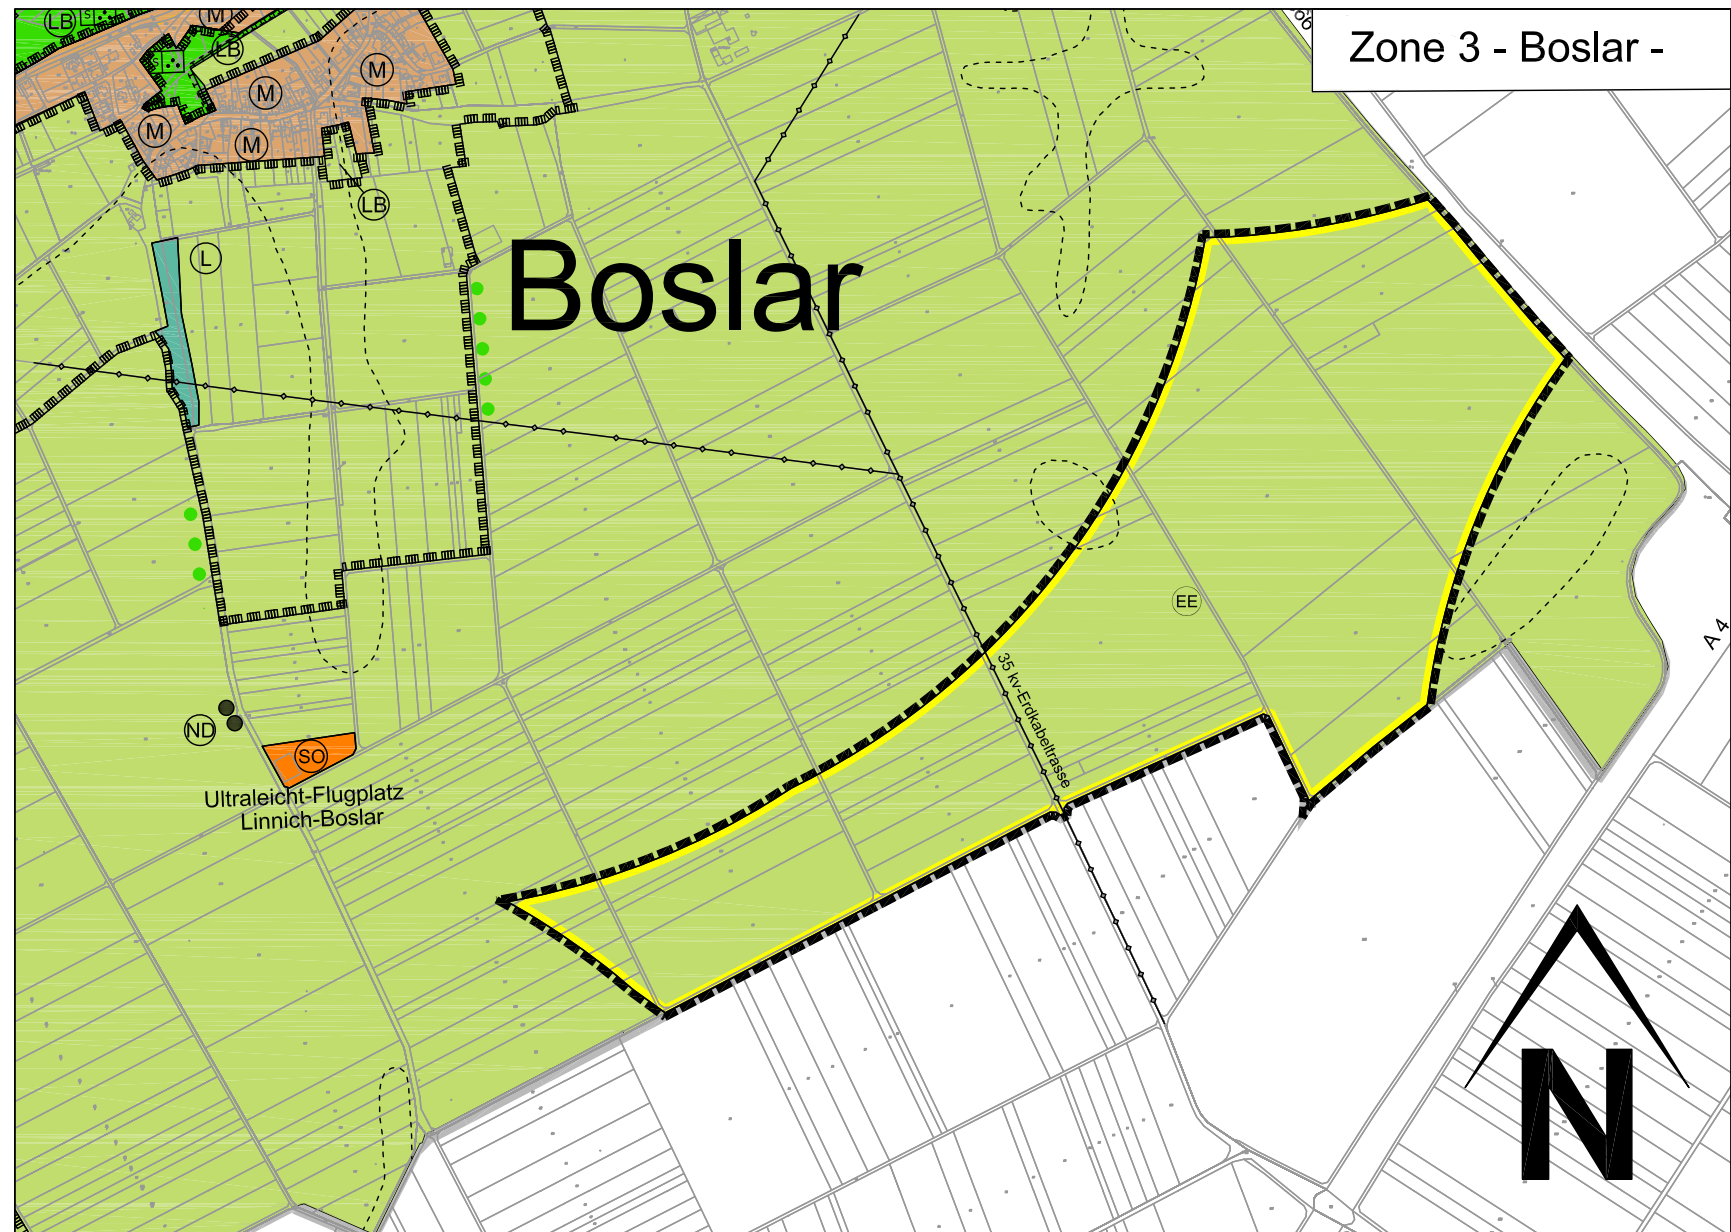 LB
S
M
Zone 3 - Boslar -
LB
S
M
M
M
M
LB
L
Boslar
EE
A 4
35 kv-Erdkabeltrasse
ND
SO
Ultraleicht-Flugplatz
Linnich-Boslar
N